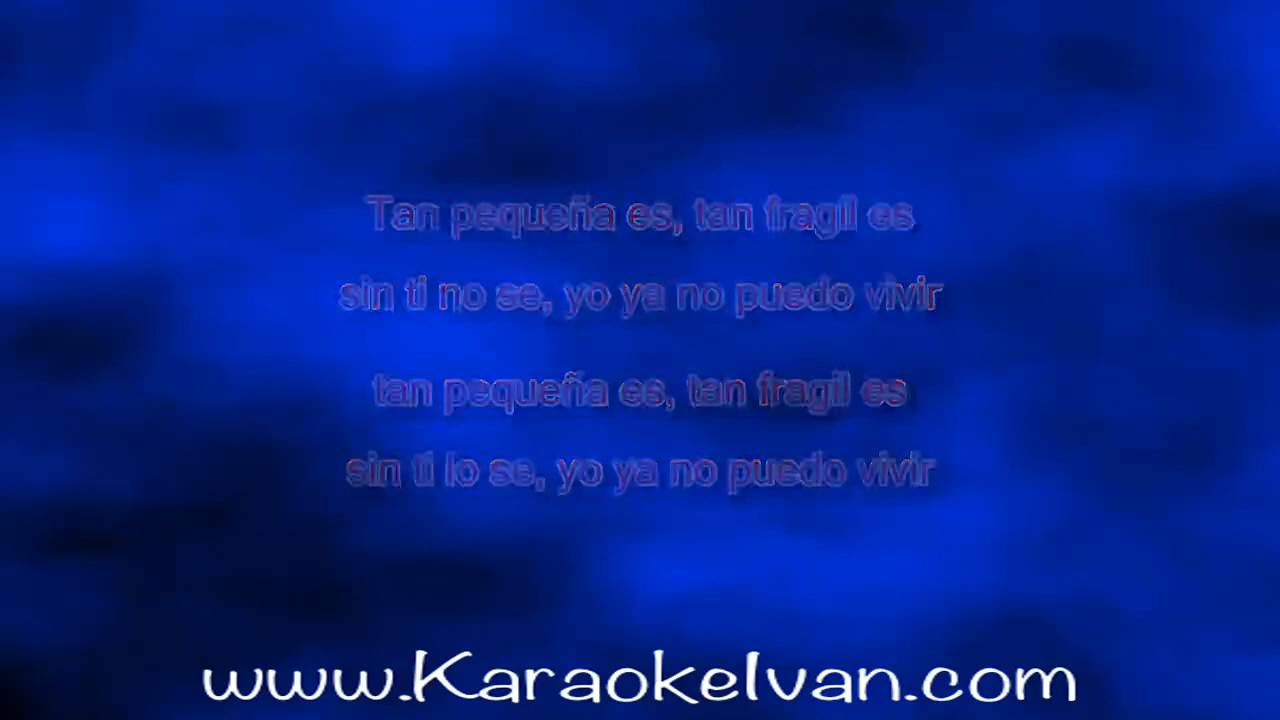 Tan pequeña es, tan fragil es
sin ti no se, yo ya no puedo vivir
tan pequeña es, tan fragil es
sin ti lo se, yo ya no puedo vivir
www.KaraokeIvan.com